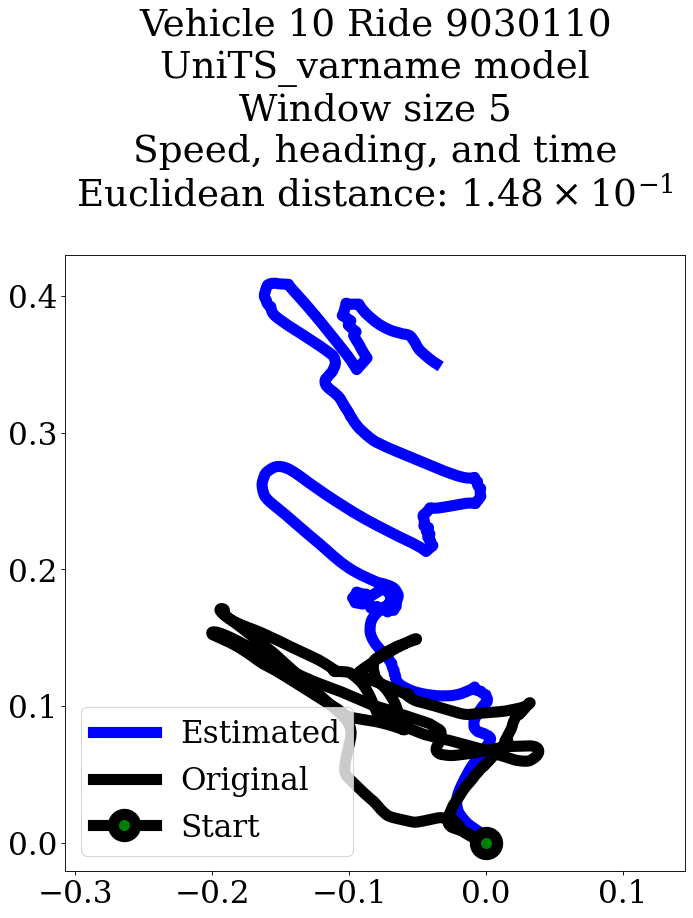 Vehicle 10 Ride 9030110
UniTS_varname model
Window size 5
Speed, heading, and time
Euclidean distance: 1.48 × 10⁻¹
0.4
0.3
0.2
0.1
0.0
Estimated
Original
Start
−0.3 −0.2 −0.1 0.0 0.1